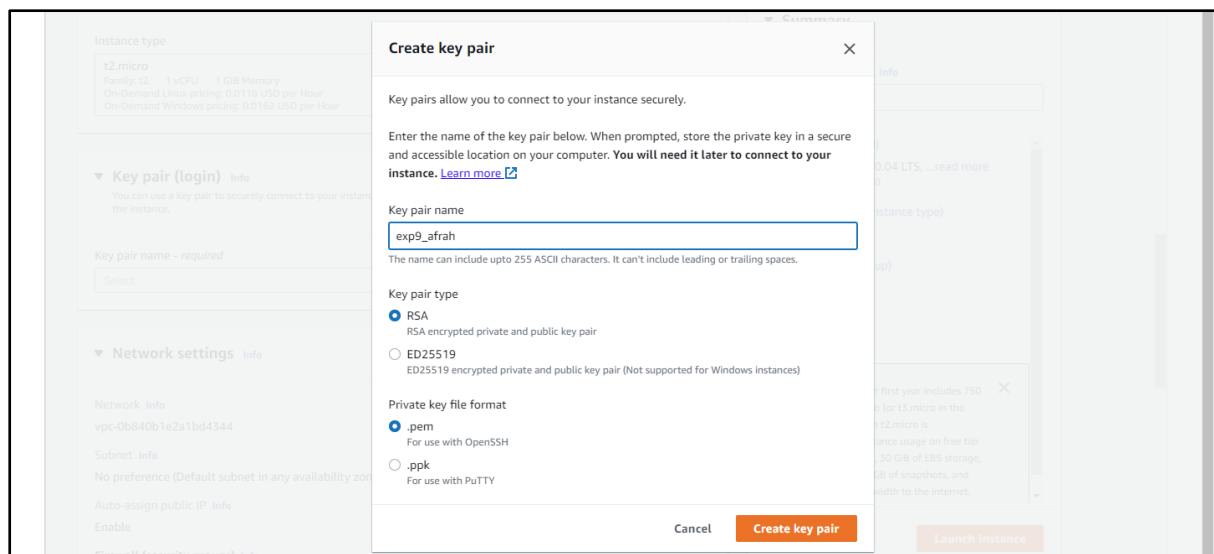 Summary
Instance type
t2.micro
Family: t2 1 vCPU 1 GiB Memory
On-Demand Linux pricing: 0.0116 USD per Hour
On-Demand Windows pricing: 0.0162 USD per Hour
Info
Key pair (login) Info
You can use a key pair to securely connect to your instanc
the instance.
Key pair name - required
Select
Network settings Info
Network Info
vpc-0b840b1e2a1bd4344
Subnet Info
No preference (Default subnet in any availability zon
Auto-assign public IP Info
Enable
Create key pair
Key pairs allow you to connect to your instance securely.
Enter the name of the key pair below. When prompted, store the private key in a secure
and accessible location on your computer. You will need it later to connect to your
instance. Learn more
Key pair name
exp9_afrah
The name can include upto 255 ASCII characters. It can't include leading or trailing spaces.
Key pair type
RSA
RSA encrypted private and public key pair
ED25519
ED25519 encrypted private and public key pair (Not supported for Windows instances)
Private key file format
.pem
For use with OpenSSH
.ppk
For use with PuTTY
Cancel
Create key pair
0.04 LTS, ...read more
nstance type)
up)
r first year includes 750
t2.micro is
tance usage on free tier
30 GiB of EBS storage,
GB of snapshots, and
width to the internet.
Launch instance